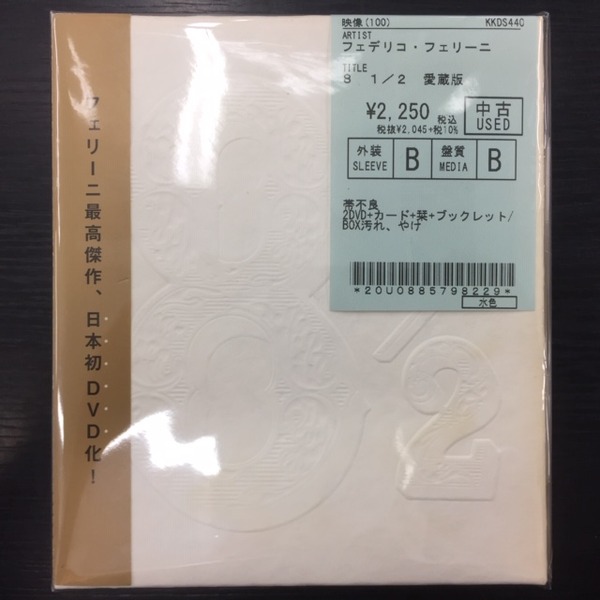 映像(100) KKDS440
ARTIST
フェデリコ・フェリーニ
TITLE
8 1/2 愛蔵版
¥2,250 税込
税抜¥2,045+税10%
中古
USED
外装
SLEEVE
B
盤質
MEDIA
B
帯不良
2DVD+カード+栞+ブックレット/
BOX汚れ、やけ
*20U0885798229*
水色
フェリーニ最高傑作、日本初DVD化!
8 1/2